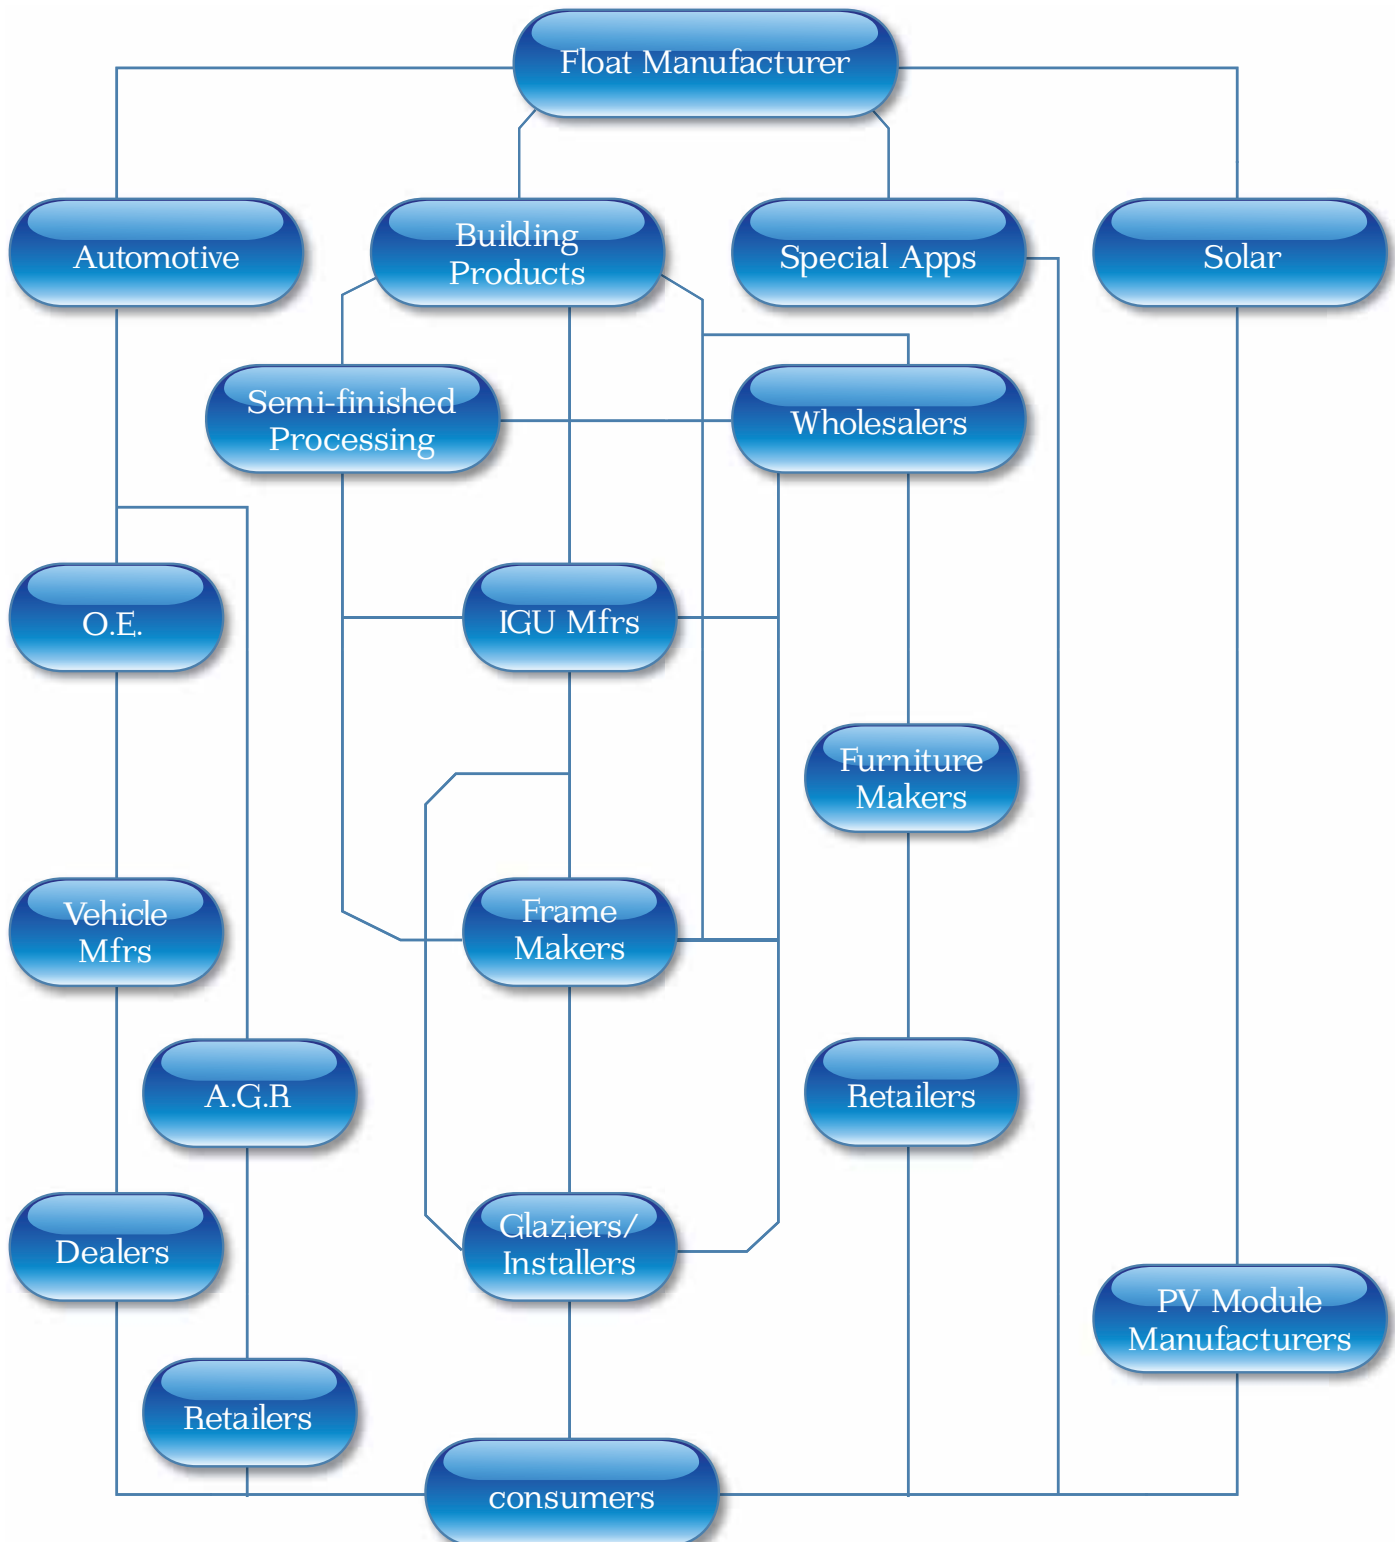 Float Manufacturer
Automotive
Building
Products
Special Apps
Solar
Semi-finished
Processing
Wholesalers
O.E.
IGU Mfrs
Furniture
Makers
Vehicle
Mfrs
Frame
Makers
A.G.R
Retailers
Dealers
Glaziers/
Installers
PV Module
Manufacturers
Retailers
consumers